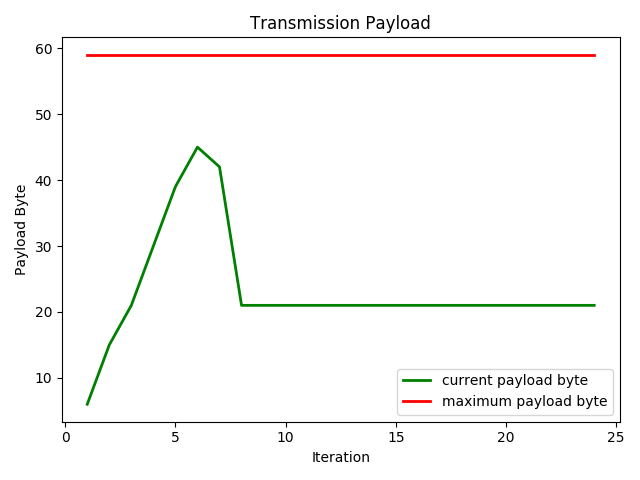 Transmission Payload
Payload Byte
60
50
40
30
20
10
0
5
10
15
20
25
Iteration
current payload byte
maximum payload byte